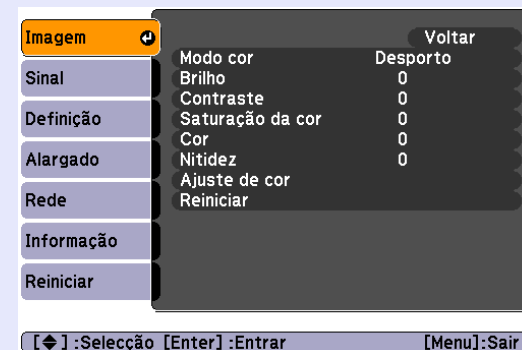 Imagem
Sinal
Definição
Alargado
Rede
Informação
Reiniciar
Voltar
Modo cor Desporto
Brilho 0
Contraste 0
Saturação da cor 0
Cor 0
Nitidez 0
Ajuste de cor
Reiniciar
[◆] :Selecção [Enter] :Entrar [Menu]:Sair